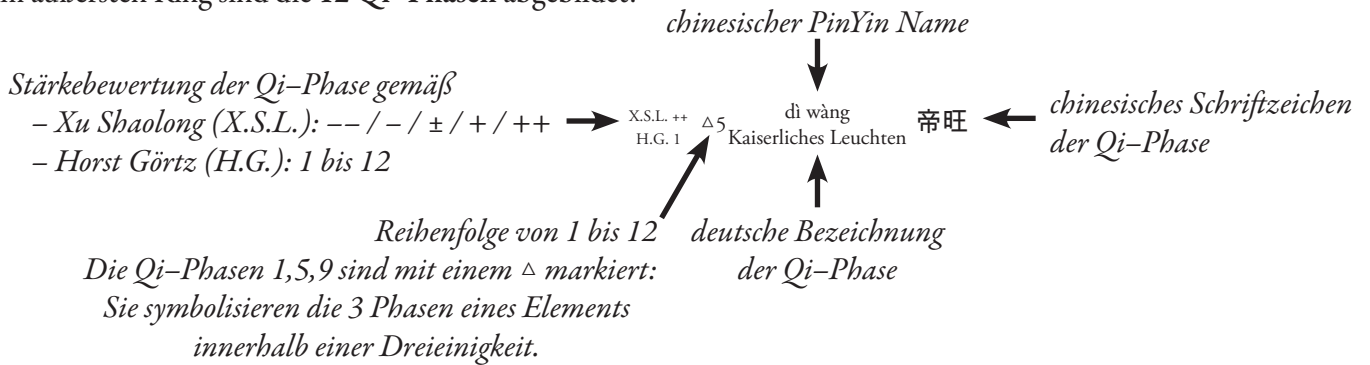 im äußersten Ring sind die 12 Qi–Phasen abgebildet:
chinesischer PinYin Name
Stärkebewertung der Qi–Phase gemäß
– Xu Shaolong (X.S.L.): –– / – / ± / + / ++
– Horst Görtz (H.G.): 1 bis 12
X.S.L. ++
H.G. 1
△5
dì wàng
Kaiserliches Leuchten
帝旺
chinesisches Schriftzeichen
der Qi–Phase
Reihenfolge von 1 bis 12
Die Qi–Phasen 1,5,9 sind mit einem △ markiert:
Sie symbolisieren die 3 Phasen eines Elements
innerhalb einer Dreieinigkeit.
deutsche Bezeichnung
der Qi–Phase